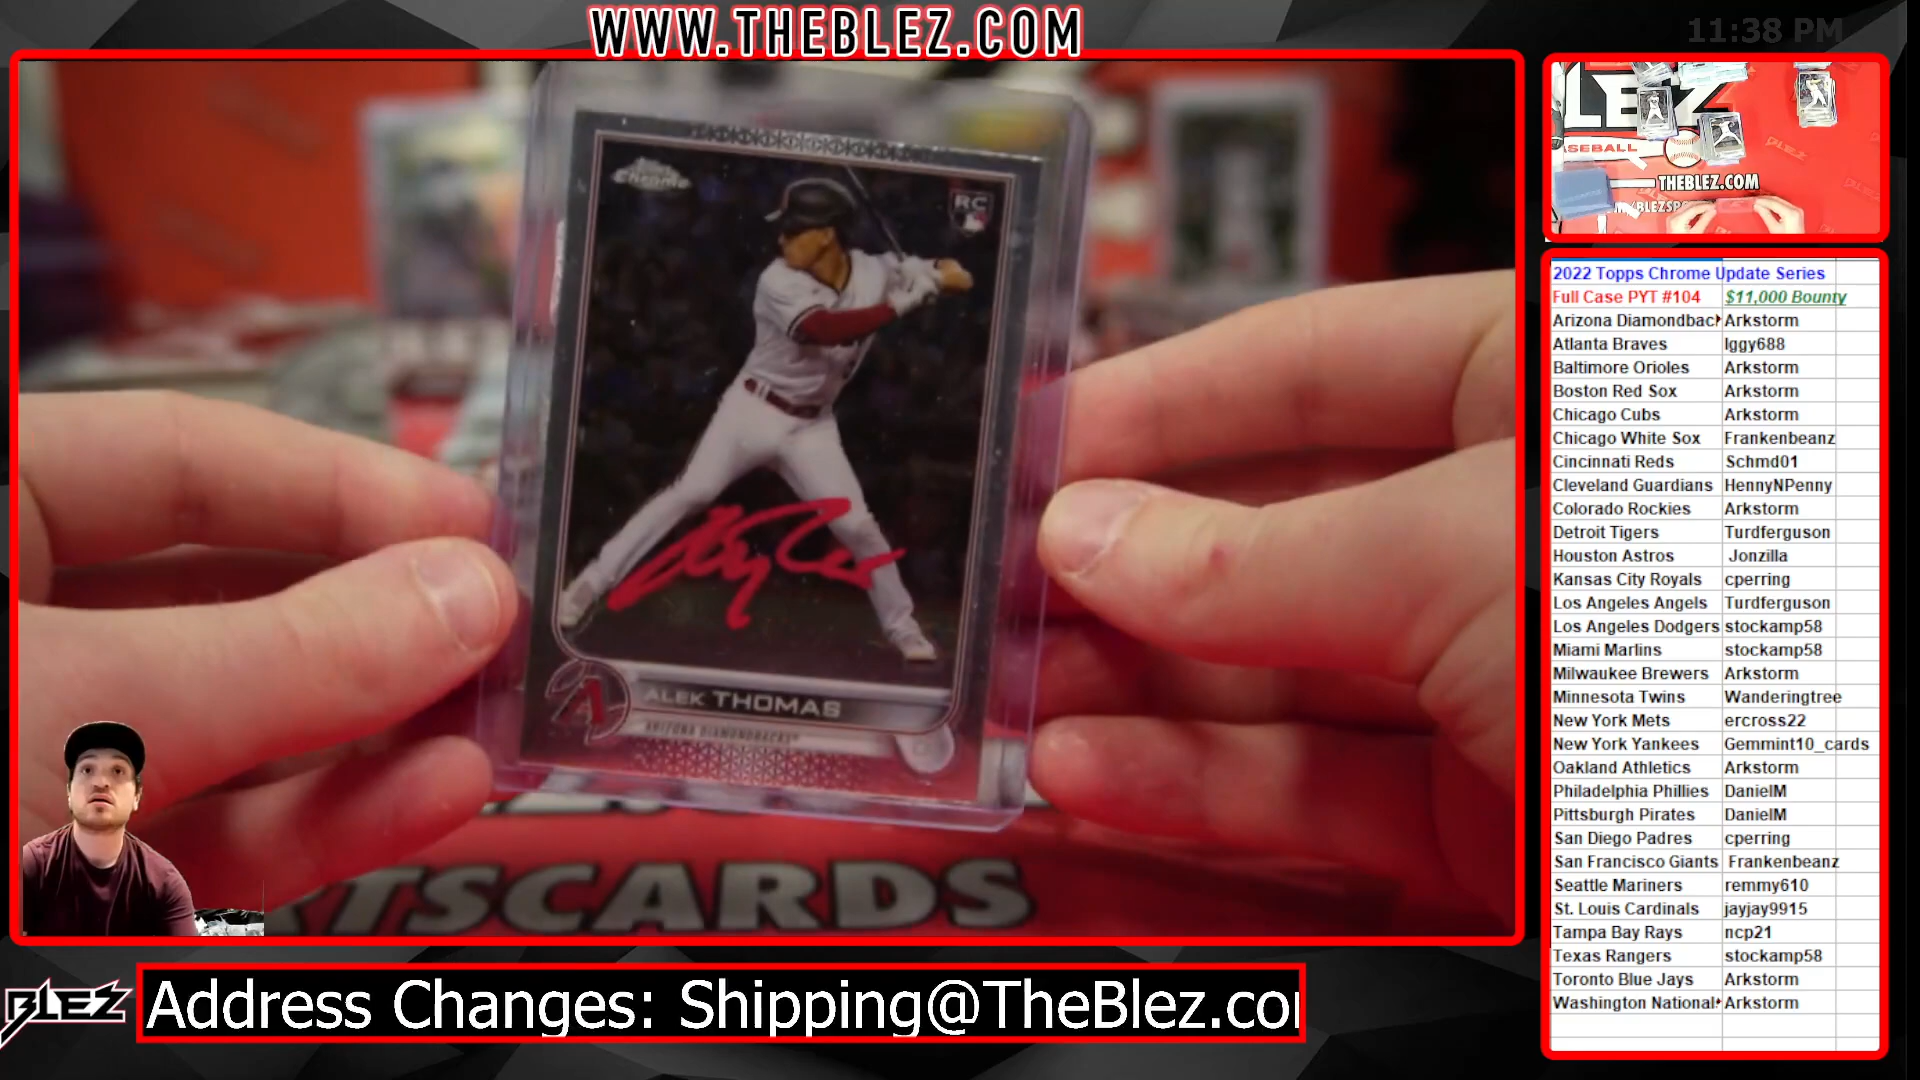 WWW.THEBLEZ.COM
11:38 PM
Chrome
RC
ALEK THOMAS
ARIZONA DIAMONDBACKS
TSCARDS
BLEZ
Address Changes: Shipping@TheBlez.co
LEZ
BASEBALL
THEBLEZ.COM
2022 Topps Chrome Update Series
Full Case PYT #104 $11,000 Bounty
Arizona Diamondbac Arkstorm
Atlanta Braves Iggy688
Baltimore Orioles Arkstorm
Boston Red Sox Arkstorm
Chicago Cubs Arkstorm
Chicago White Sox Frankenbeanz
Cincinnati Reds Schmd01
Cleveland Guardians HennyNPenny
Colorado Rockies Arkstorm
Detroit Tigers Turdferguson
Houston Astros Jonzilla
Kansas City Royals cperring
Los Angeles Angels Turdferguson
Los Angeles Dodgers stockamp58
Miami Marlins stockamp58
Milwaukee Brewers Arkstorm
Minnesota Twins Wanderingtree
New York Mets ercross22
New York Yankees Gemmint10_cards
Oakland Athletics Arkstorm
Philadelphia Phillies DanielM
Pittsburgh Pirates DanielM
San Diego Padres cperring
San Francisco Giants Frankenbeanz
Seattle Mariners remmy610
St. Louis Cardinals jayjay9915
Tampa Bay Rays ncp21
Texas Rangers stockamp58
Toronto Blue Jays Arkstorm
Washington National Arkstorm